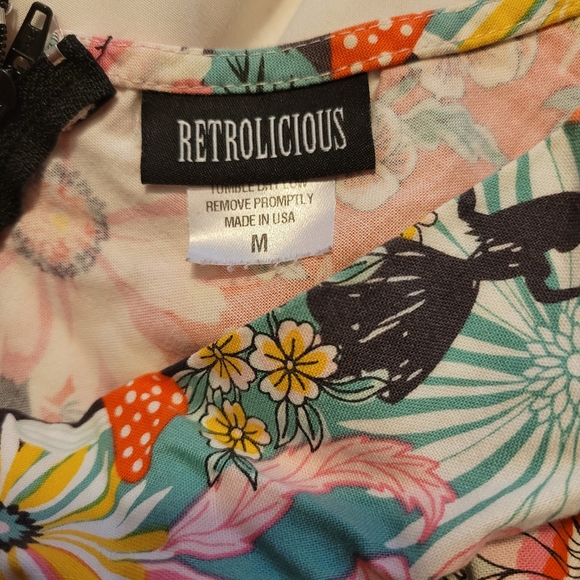 RETROLICIOUS
TUMBLE DRY LOW
REMOVE PROMPTLY
MADE IN USA
M